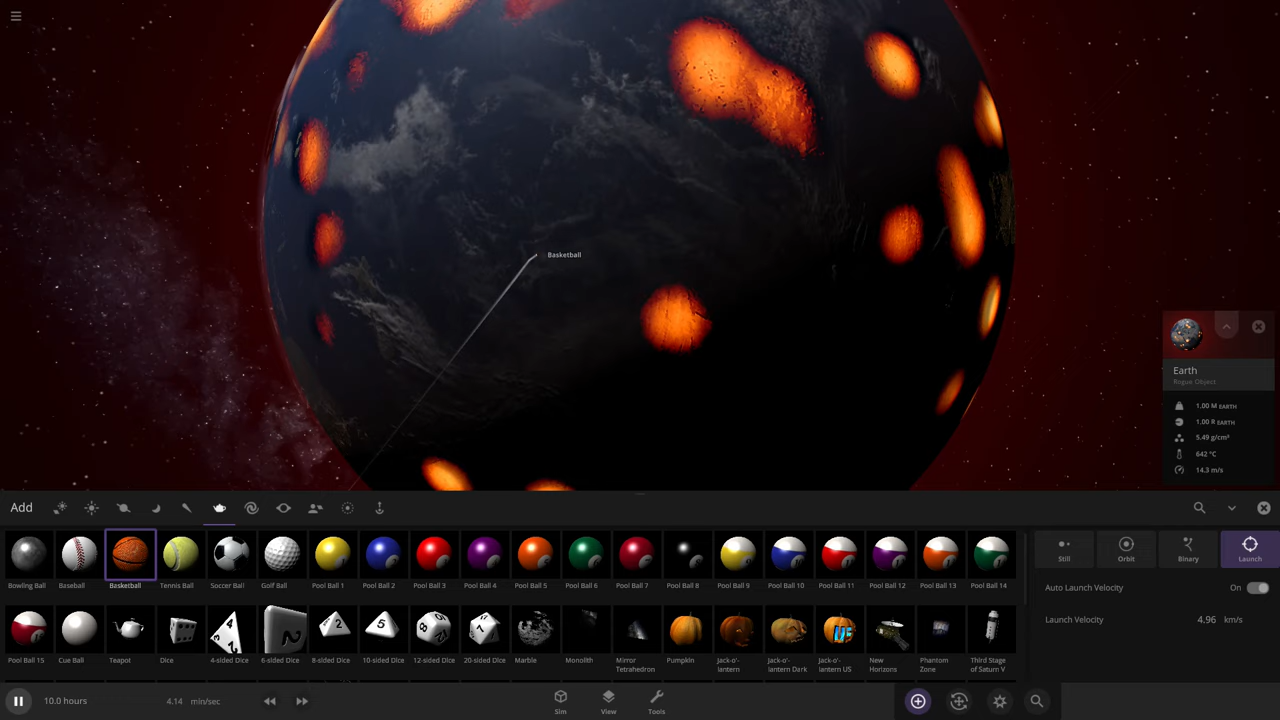 Basketball
Earth
Rogue Object
1.00 M EARTH
1.00 R EARTH
5.49 g/cm³
642 °C
14.3 m/s
Add
Bowling Ball
Baseball
Basketball
Tennis Ball
Soccer Ball
Golf Ball
Pool Ball 1
Pool Ball 2
Pool Ball 3
Pool Ball 4
Pool Ball 5
Pool Ball 6
Pool Ball 7
Pool Ball 8
Pool Ball 9
Pool Ball 10
Pool Ball 11
Pool Ball 12
Pool Ball 13
Pool Ball 14
Pool Ball 15
Cue Ball
Teapot
Dice
4-sided Dice
6-sided Dice
8-sided Dice
10-sided Dice
12-sided Dice
20-sided Dice
Marble
Monolith
Mirror
Tetrahedron
Pumpkin
Jack-o'-
lantern
Jack-o'-
lantern Dark
Jack-o'-
lantern US
New
Horizons
Phantom
Zone
Third Stage
of Saturn V
Still
Orbit
Binary
Launch
Auto Launch Velocity
On
Launch Velocity
4.96 km/s
10.0 hours
4.14 min/sec
Sim
View
Tools